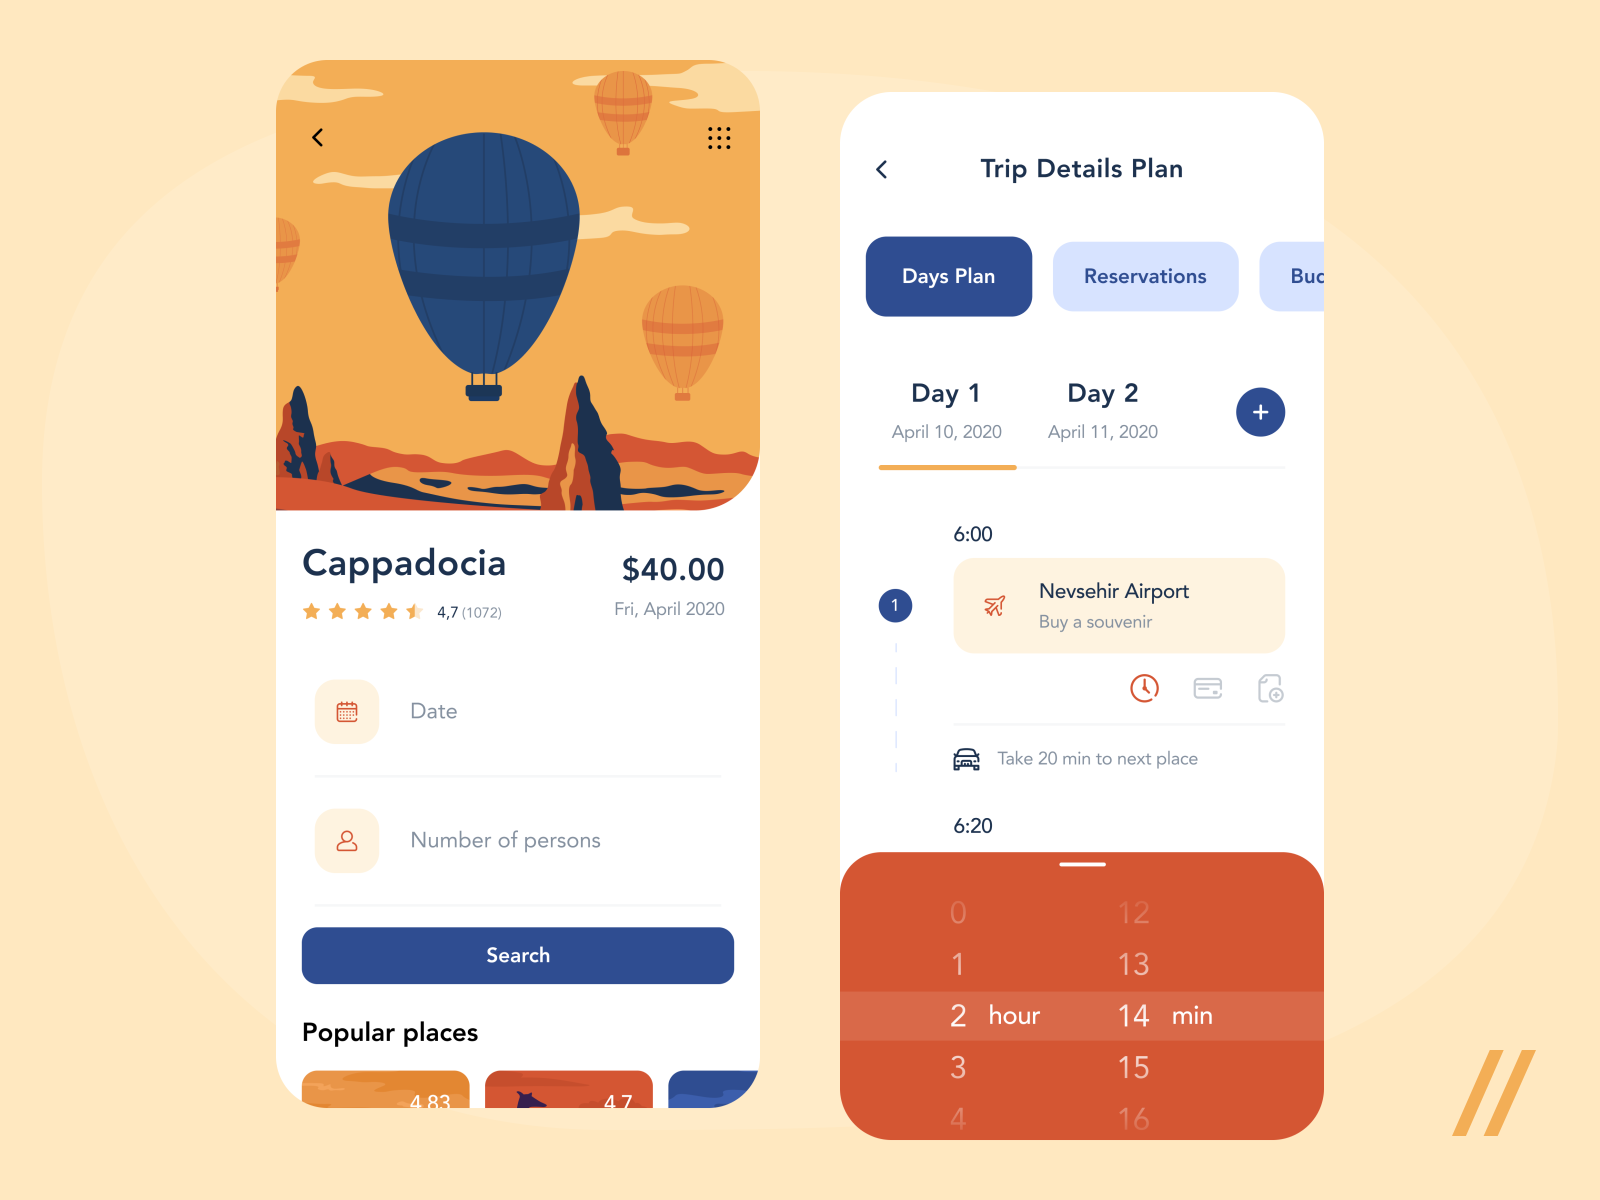 Cappadocia
$40.00
4,7 (1072)
Fri, April 2020
Date
Number of persons
Search
Popular places
4.83
4.7
Trip Details Plan
Days Plan
Reservations
Day 1
Day 2
April 10, 2020
April 11, 2020
6:00
1
Nevsehir Airport
Buy a souvenir
Take 20 min to next place
6:20
0 12
1 13
2 hour 14 min
3 15
4 16